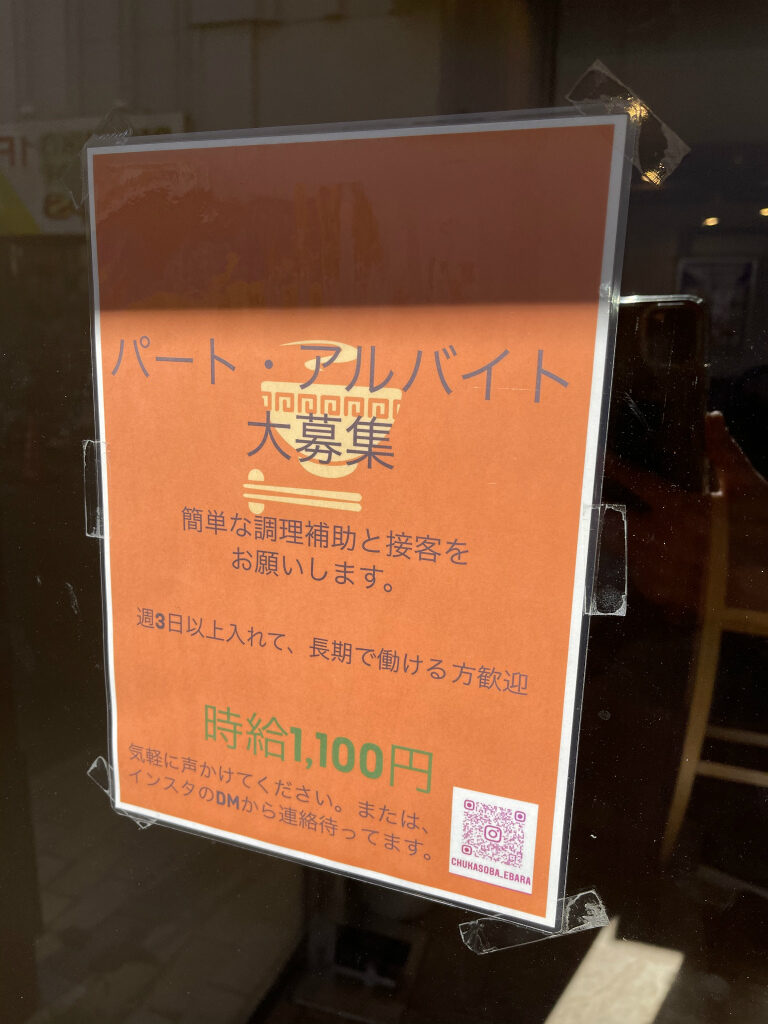 パート・アルバイト
大募集
簡単な調理補助と接客を
お願いします。
週3日以上入れて、長期で働ける方歓迎
時給1,100円
気軽に声かけてください。または、
インスタのDMから連絡待ってます。
CHUKASOBA_EBARA